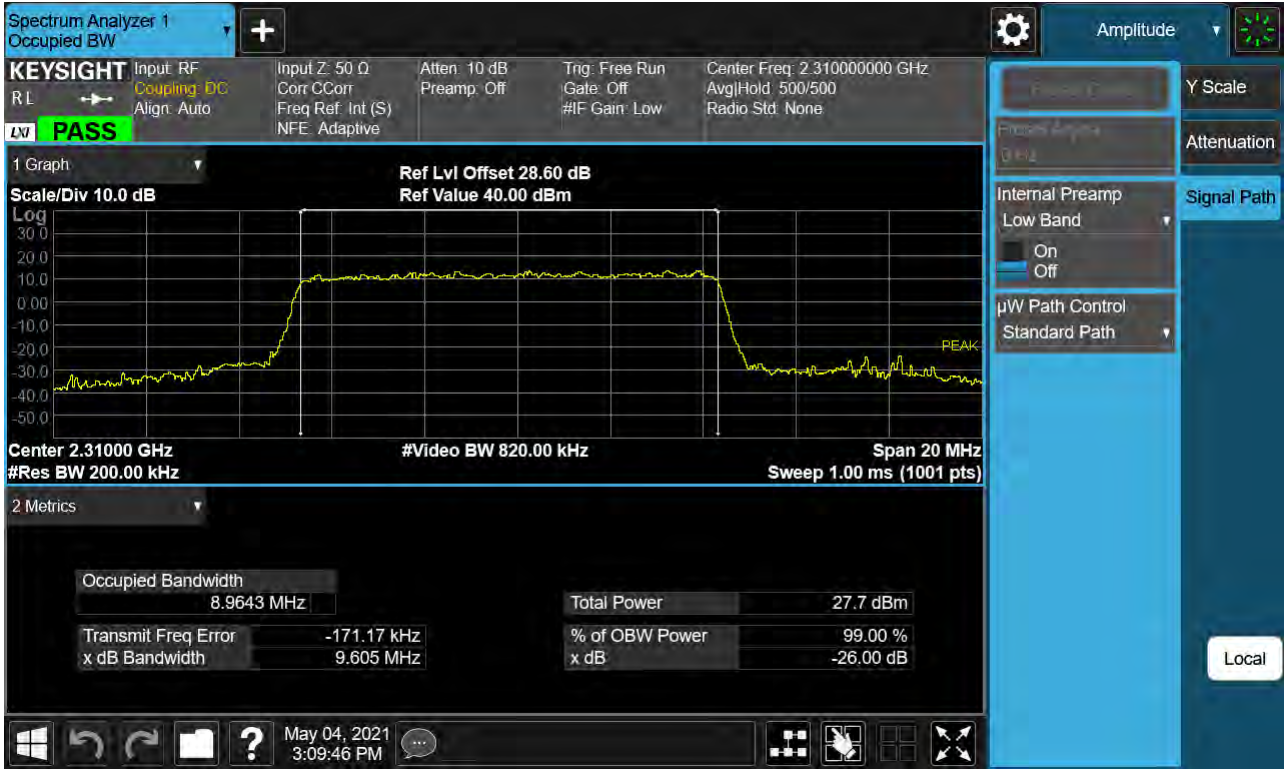 Spectrum Analyzer 1
Occupied BW
Amplitude
KEYSIGHT
R L
LXI PASS
Input: RF
Coupling: DC
Align: Auto
Input Z: 50 Ω
Corr CCorr
Freq Ref: Int (S)
NFE: Adaptive
Atten: 10 dB
Preamp: Off
Trig: Free Run
Gate: Off
#IF Gain: Low
Center Freq: 2.310000000 GHz
Avg|Hold: 500/500
Radio Std: None
1 Graph
Scale/Div 10.0 dB
Ref Lvl Offset 28.60 dB
Ref Value 40.00 dBm
Log
30.0
20.0
10.0
0.00
-10.0
-20.0
-30.0
-40.0
-50.0
PEAK
Center 2.31000 GHz
#Video BW 820.00 kHz
Span 20 MHz
#Res BW 200.00 kHz
Sweep 1.00 ms (1001 pts)
2 Metrics
Occupied Bandwidth
8.9643 MHz
Total Power 27.7 dBm
Transmit Freq Error -171.17 kHz
% of OBW Power 99.00 %
x dB Bandwidth 9.605 MHz
x dB -26.00 dB
Internal Preamp
Low Band
On
Off
µW Path Control
Standard Path
Y Scale
Attenuation
Signal Path
Local
?
May 04, 2021
3:09:46 PM